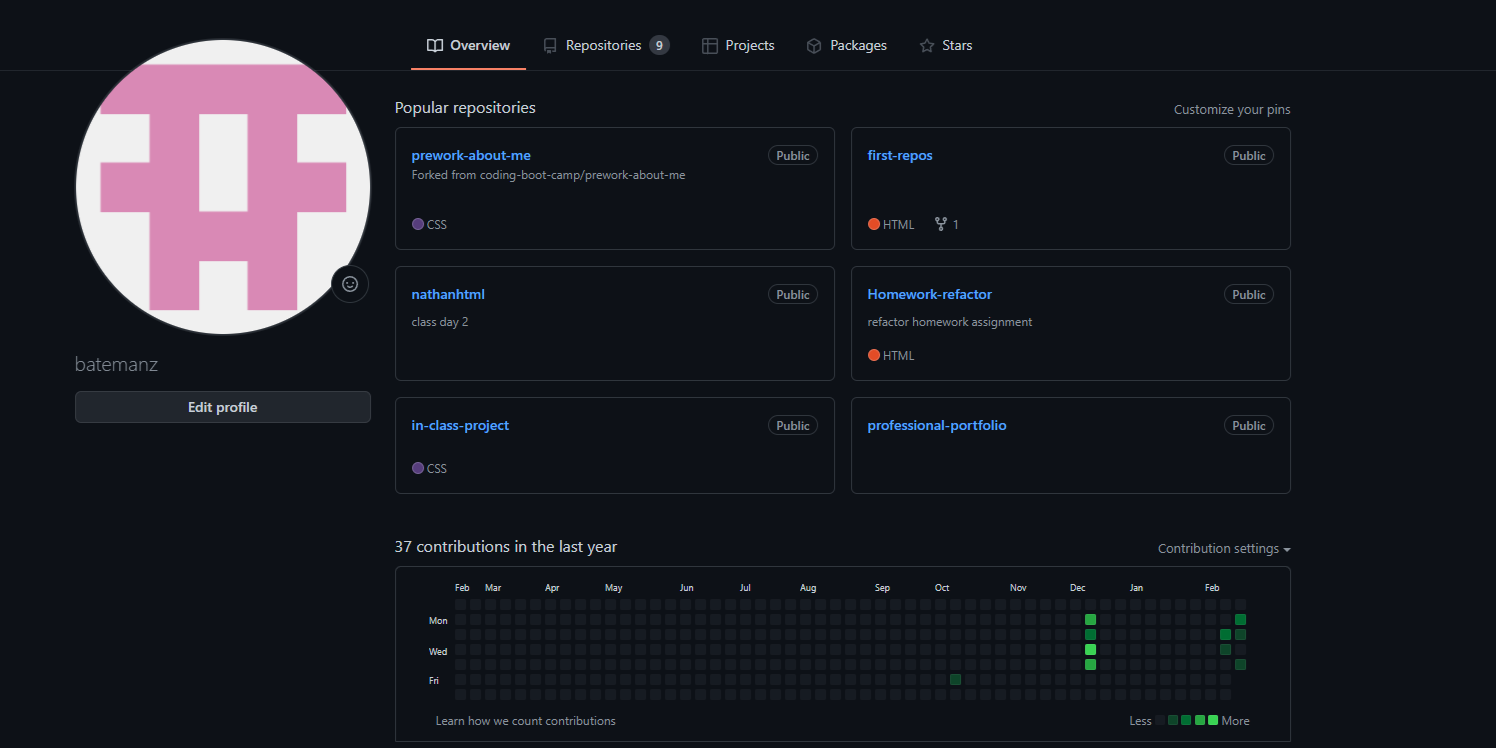 Overview Repositories 9 Projects Packages Stars
Popular repositories
Customize your pins
prework-about-me Public
Forked from coding-boot-camp/prework-about-me
CSS
first-repos Public
HTML 1
nathanhtml Public
class day 2
Homework-refactor Public
refactor homework assignment
HTML
in-class-project Public
CSS
professional-portfolio Public
batemanz
Edit profile
37 contributions in the last year
Contribution settings
Feb Mar Apr May Jun Jul Aug Sep Oct Nov Dec Jan Feb
Mon
Wed
Fri
Learn how we count contributions
Less More